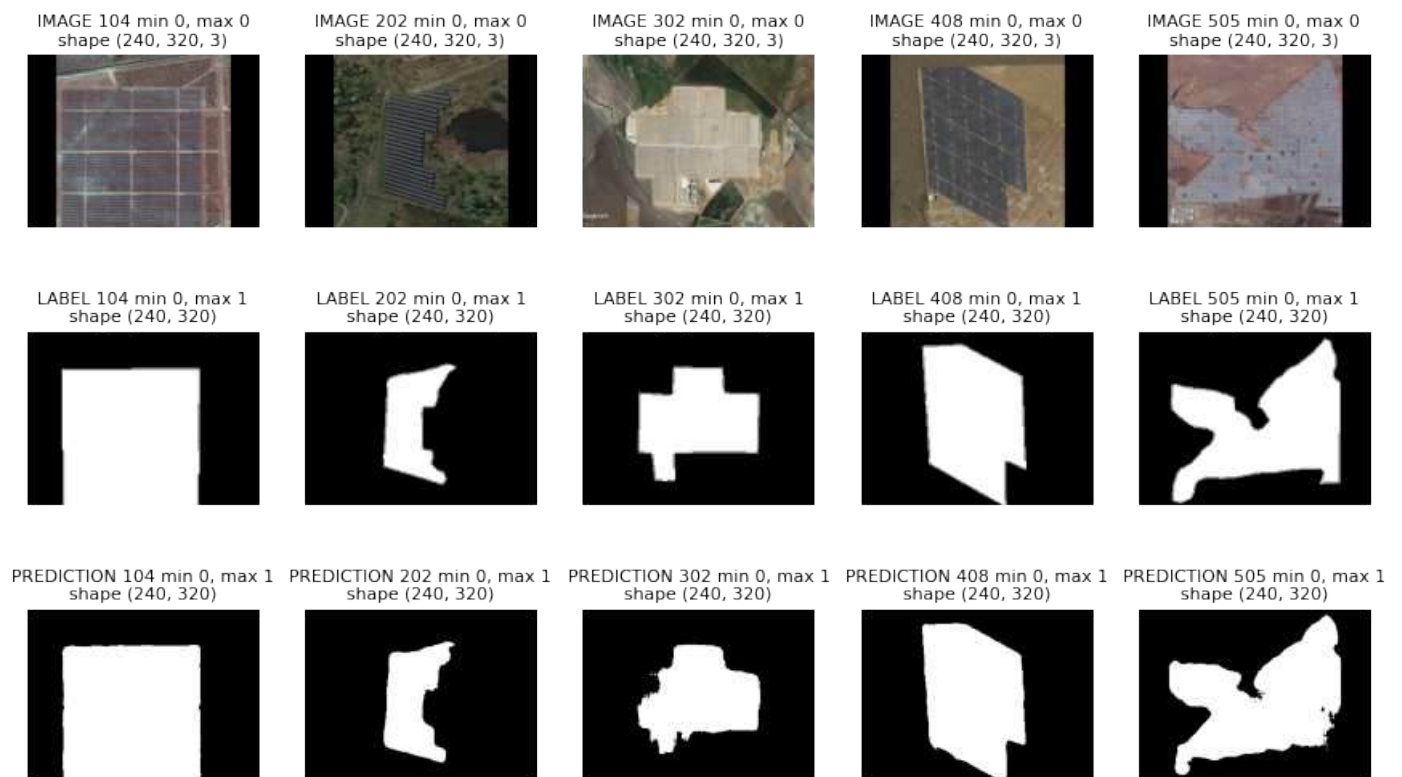 IMAGE 104 min 0, max 0
shape (240, 320, 3)
IMAGE 202 min 0, max 0
shape (240, 320, 3)
IMAGE 302 min 0, max 0
shape (240, 320, 3)
IMAGE 408 min 0, max 0
shape (240, 320, 3)
IMAGE 505 min 0, max 0
shape (240, 320, 3)
LABEL 104 min 0, max 1
shape (240, 320)
LABEL 202 min 0, max 1
shape (240, 320)
LABEL 302 min 0, max 1
shape (240, 320)
LABEL 408 min 0, max 1
shape (240, 320)
LABEL 505 min 0, max 1
shape (240, 320)
PREDICTION 104 min 0, max 1
shape (240, 320)
PREDICTION 202 min 0, max 1
shape (240, 320)
PREDICTION 302 min 0, max 1
shape (240, 320)
PREDICTION 408 min 0, max 1
shape (240, 320)
PREDICTION 505 min 0, max 1
shape (240, 320)